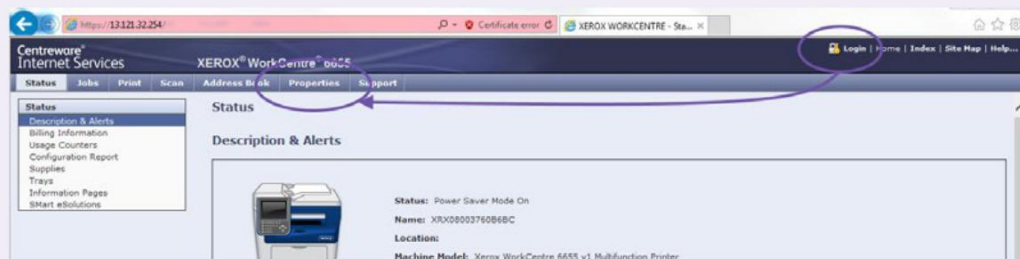 https://13.121.32.254/
Certificate error
XEROX WORKCENTRE - Sta...
Centreware®
Internet Services
XEROX® WorkCentre® 6655
Login | Home | Index | Site Map | Help...
Status Jobs Print Scan Address Book Properties Support
Status
Description & Alerts
Billing Information
Usage Counters
Configuration Report
Supplies
Trays
Information Pages
SMart eSolutions
Status
Description & Alerts
Status: Power Saver Mode On
Name: XRX08003760B6BC
Location:
Machine Model: Xerox WorkCentre 6655 v1 Multifunction Printer